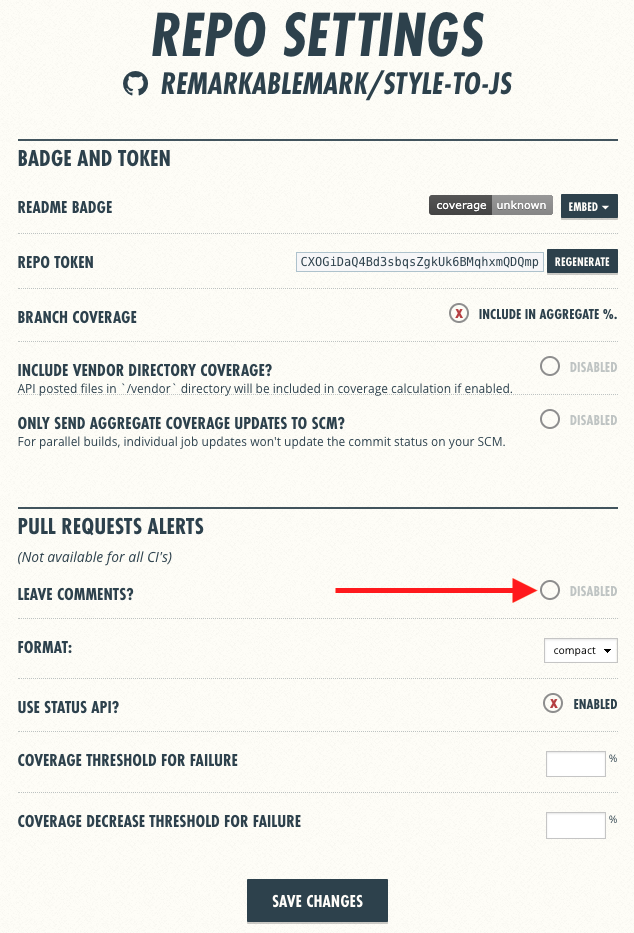 REPO SETTINGS
REMARKABLEMARK/STYLE-TO-JS
BADGE AND TOKEN
README BADGE
coverage unknown
EMBED
REPO TOKEN
CXOGiDaQ4Bd3sbqsZgkUk6BMqhxmQDQmp
REGENERATE
BRANCH COVERAGE
X INCLUDE IN AGGREGATE %.
INCLUDE VENDOR DIRECTORY COVERAGE?
DISABLED
API posted files in `/vendor` directory will be included in coverage calculation if enabled.
ONLY SEND AGGREGATE COVERAGE UPDATES TO SCM?
DISABLED
For parallel builds, individual job updates won't update the commit status on your SCM.
PULL REQUESTS ALERTS
(Not available for all CI's)
LEAVE COMMENTS?
DISABLED
FORMAT:
compact
USE STATUS API?
X ENABLED
COVERAGE THRESHOLD FOR FAILURE
%
COVERAGE DECREASE THRESHOLD FOR FAILURE
%
SAVE CHANGES